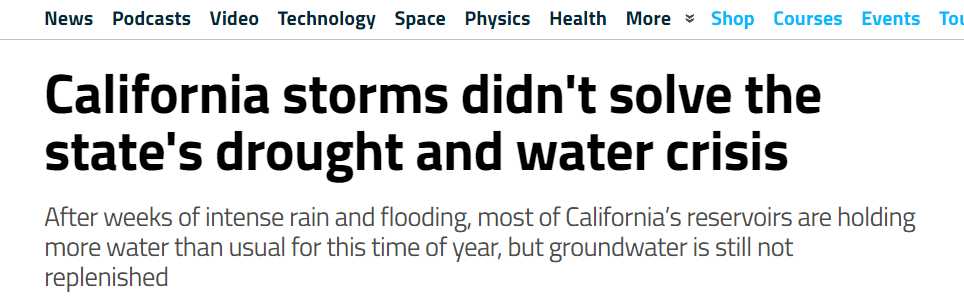 News Podcasts Video Technology Space Physics Health More Shop Courses Events
California storms didn't solve the
state's drought and water crisis
After weeks of intense rain and flooding, most of California’s reservoirs are holding
more water than usual for this time of year, but groundwater is still not
replenished